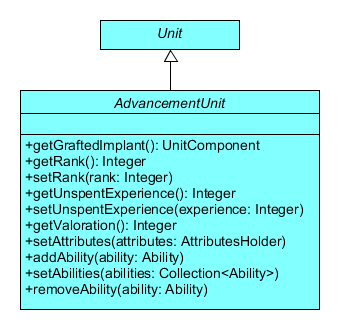 Unit
AdvancementUnit
+getGraftedImplant(): UnitComponent
+getRank(): Integer
+setRank(rank: Integer)
+getUnspentExperience(): Integer
+setUnspentExperience(experience: Integer)
+getValoration(): Integer
+setAttributes(attributes: AttributesHolder)
+addAbility(ability: Ability)
+setAbilities(abilities: Collection<Ability>)
+removeAbility(ability: Ability)